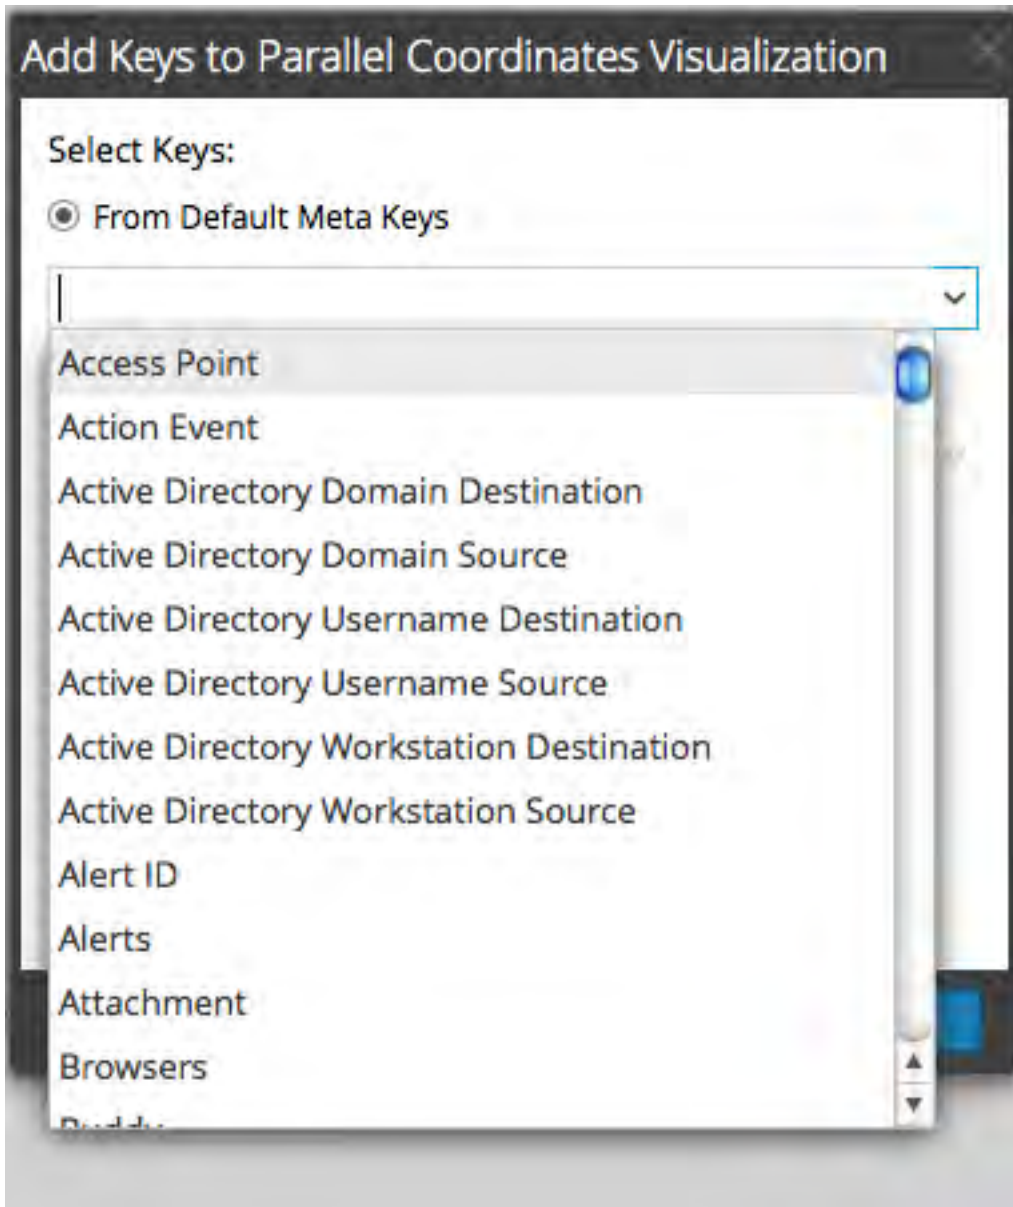 Add Keys to Parallel Coordinates Visualization
Select Keys:
From Default Meta Keys
Access Point
Action Event
Active Directory Domain Destination
Active Directory Domain Source
Active Directory Username Destination
Active Directory Username Source
Active Directory Workstation Destination
Active Directory Workstation Source
Alert ID
Alerts
Attachment
Browsers